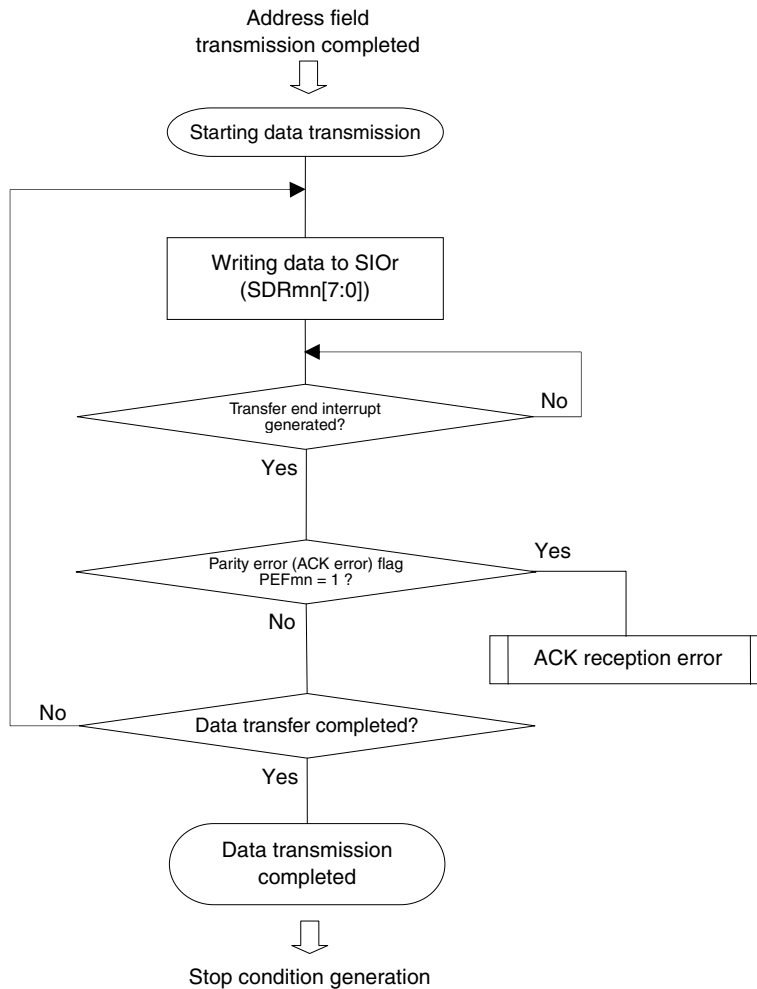 Address field
transmission completed
Starting data transmission
Writing data to SIOr
(SDRmn[7:0])
Transfer end interrupt
generated?
No
Yes
Parity error (ACK error) flag
PEFmn = 1 ?
Yes
No
ACK reception error
Data transfer completed?
No
Yes
Data transmission
completed
Stop condition generation